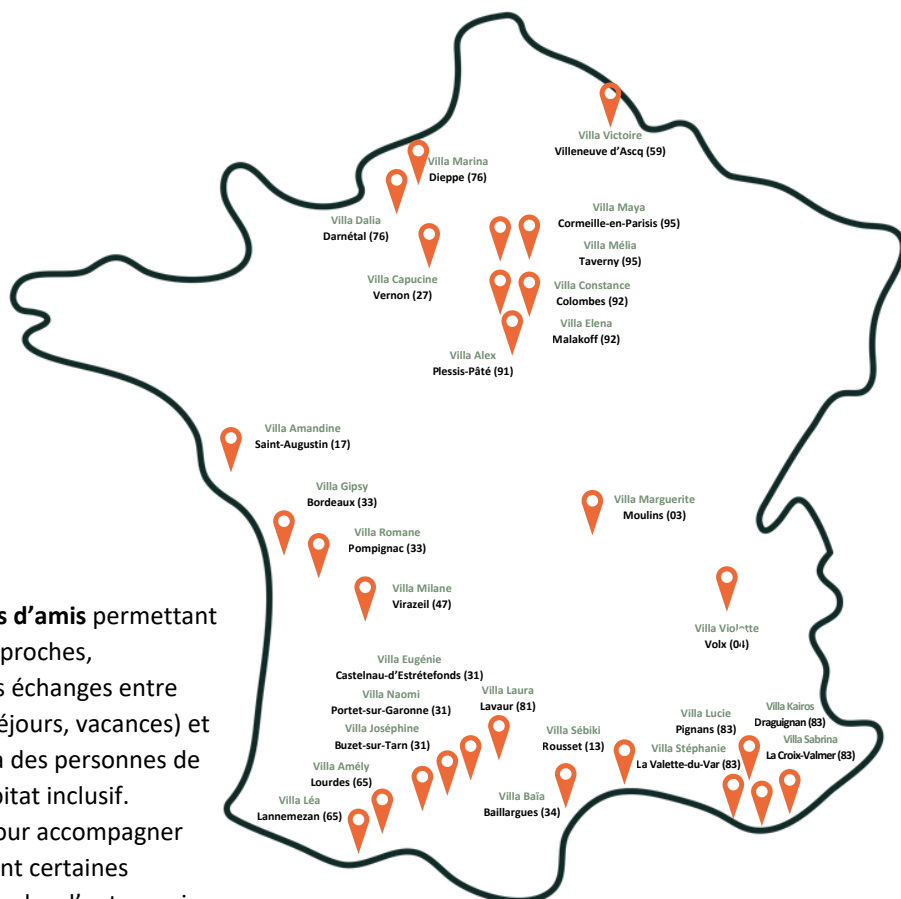 Villa Victoire
Villeneuve d'Ascq (59)
Villa Marina
Dieppe (76)
Villa Dalia
Darnétal (76)
Villa Maya
Cormeille-en-Parisis (95)
Villa Mélia
Taverny (95)
Villa Capucine
Vernon (27)
Villa Constance
Colombes (92)
Villa Elena
Malakoff (92)
Villa Alex
Plessis-Pâté (91)
Villa Amandine
Saint-Augustin (17)
Villa Gipsy
Bordeaux (33)
Villa Marguerite
Moulins (03)
Villa Romane
Pompignac (33)
Villa Milane
Virazeil (47)
Villa Violette
Volx (04)
Villa Eugénie
Castelnau-d'Estrétefonds (31)
Villa Naomi
Portet-sur-Garonne (31)
Villa Laura
Lavaur (81)
Villa Joséphine
Buzet-sur-Tarn (31)
Villa Sébiki
Rousset (13)
Villa Lucie
Pignans (83)
Villa Kairos
Draguignan (83)
Villa Stéphanie
La Valette-du-Var (83)
Villa Sabrina
La Croix-Valmer (83)
Villa Amély
Lourdes (65)
Villa Léa
Lannemezan (65)
Villa Baïa
Baillargues (34)
s d'amis permettant
proches,
s échanges entre
éjours, vacances) et
a des personnes de
bitat inclusif.
our accompagner
nt certaines